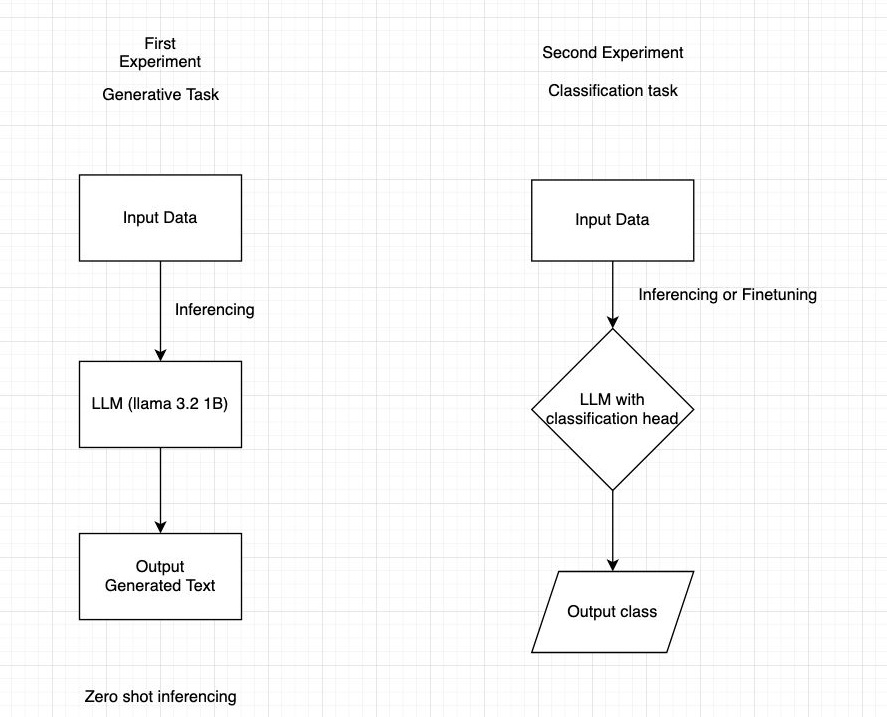 First
Experiment
Generative Task
Input Data
Inferencing
LLM (llama 3.2 1B)
Output
Generated Text
Zero shot inferencing
Second Experiment
Classification task
Input Data
Inferencing or Finetuning
LLM with
classification head
Output class